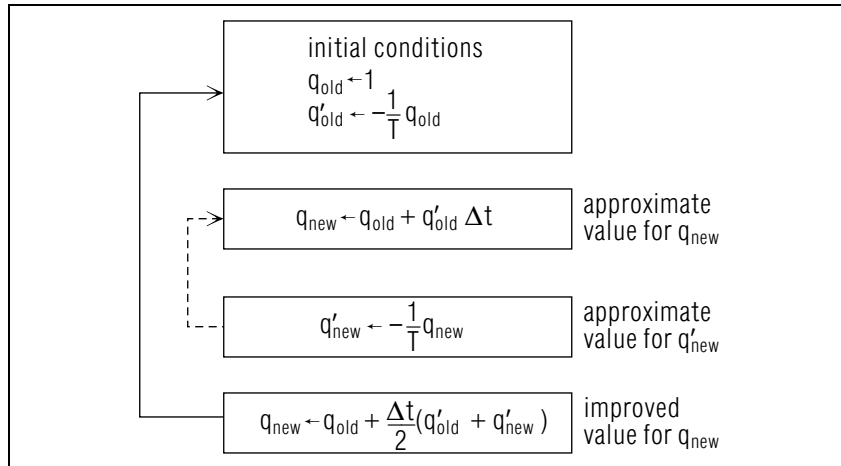 initial conditions
q_old ← 1
q′_old ← −1/T q_old
q_new ← q_old + q′_old Δt
approximate
value for q_new
q′_new ← −1/T q_new
approximate
value for q′_new
q_new ← q_old + Δt/2 (q′_old + q′_new )
improved
value for q_new